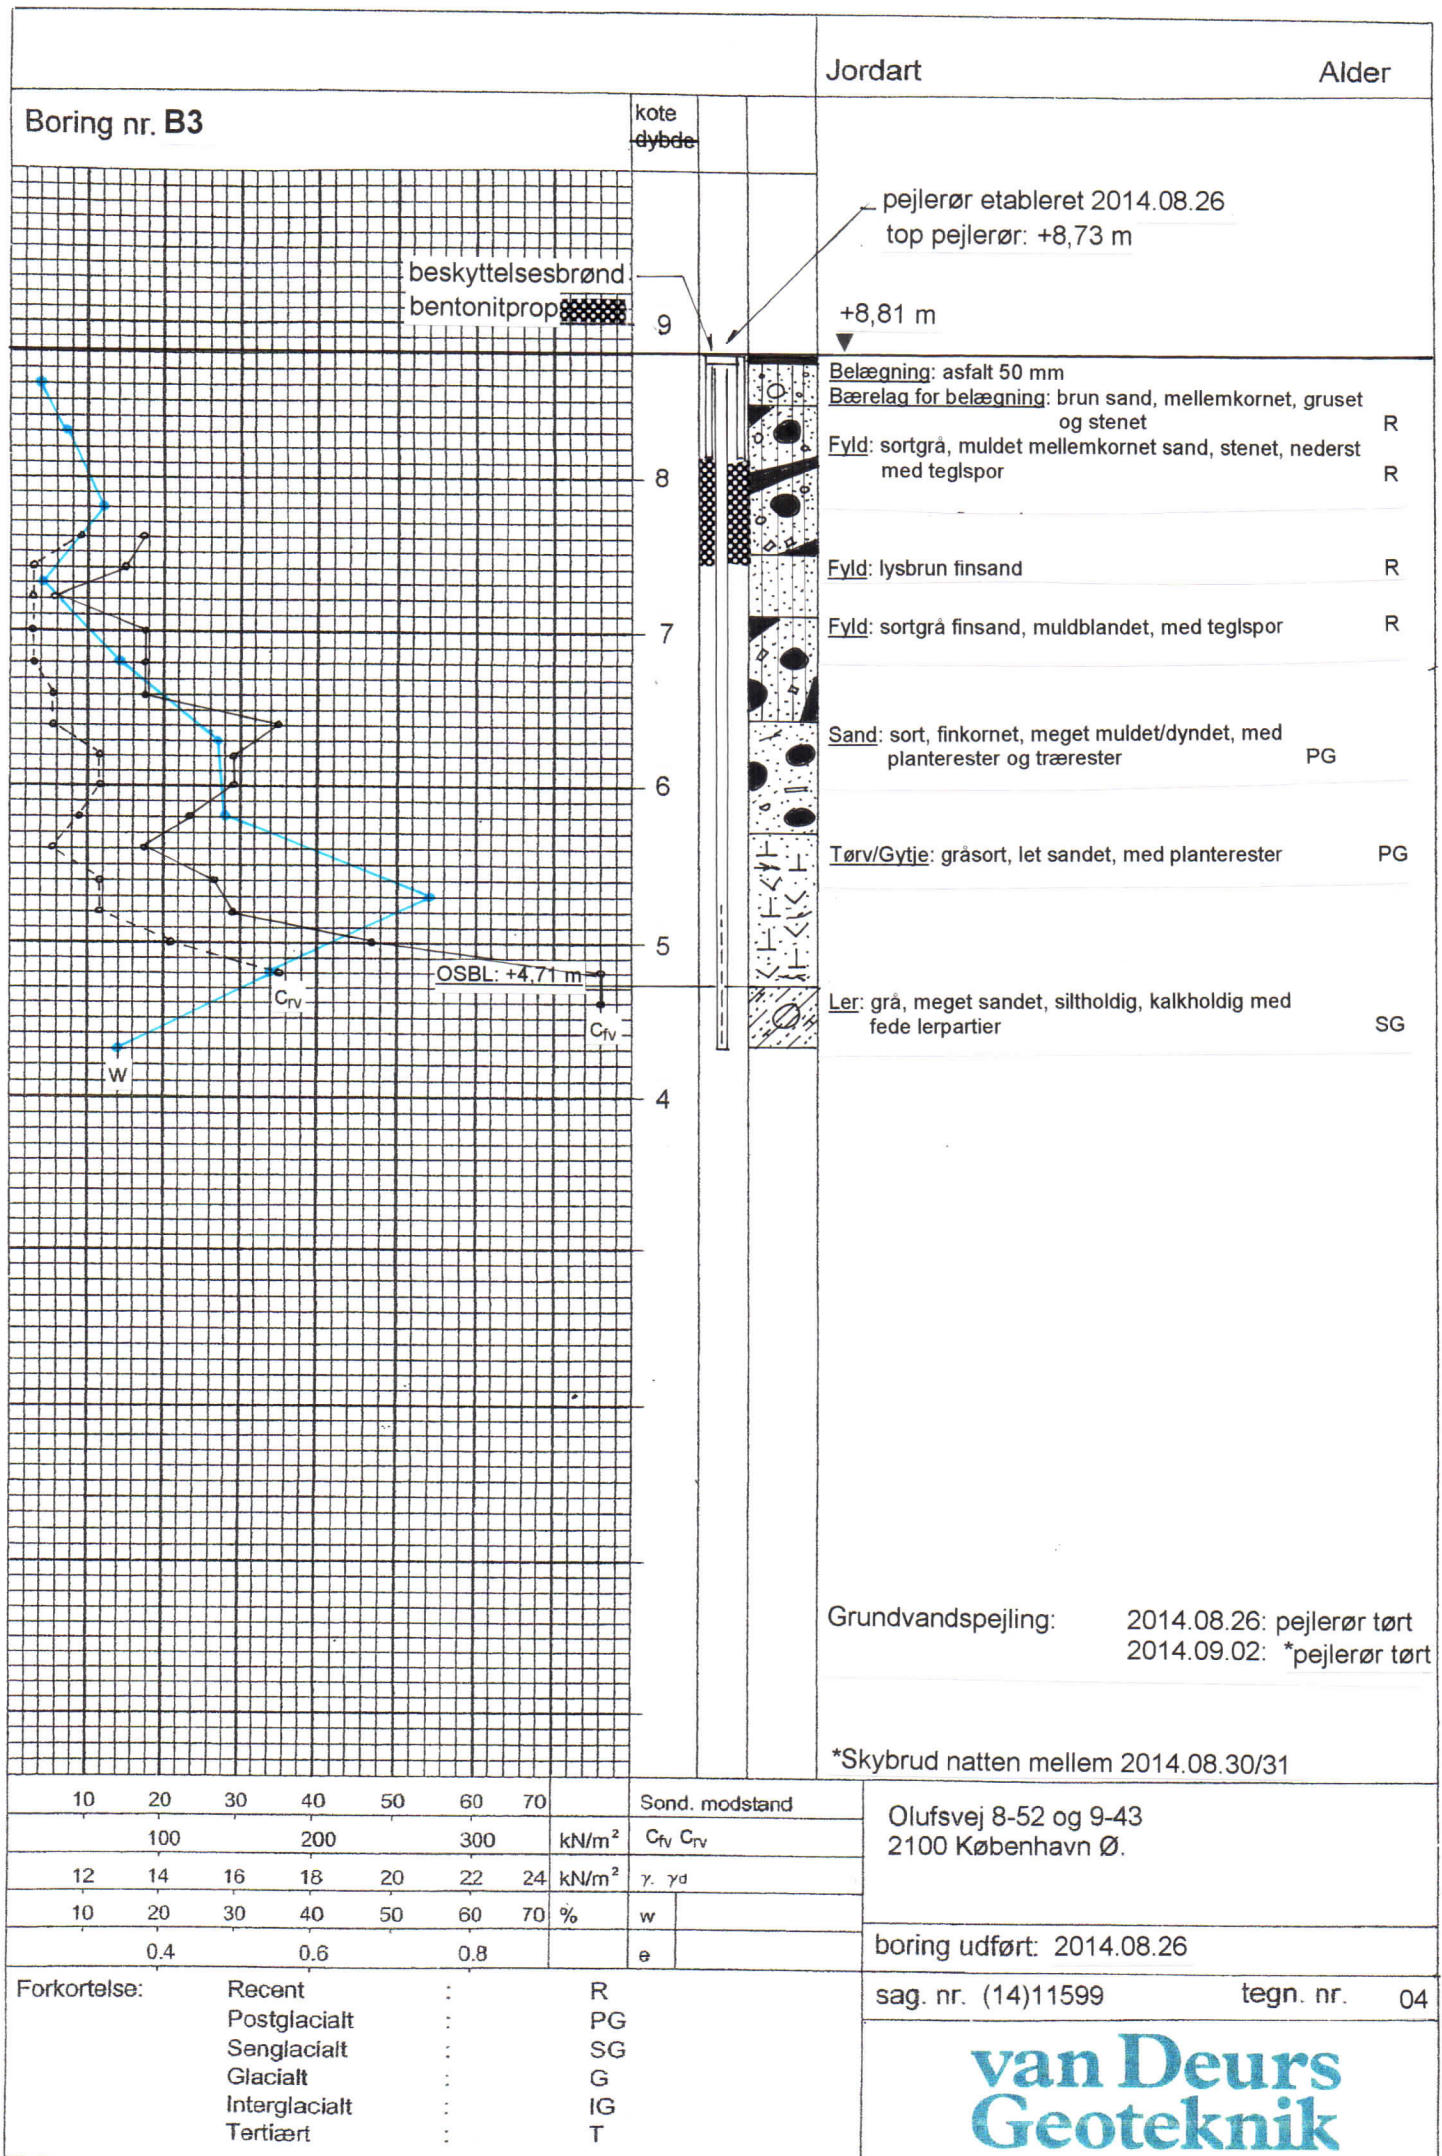 Jordart Alder
Boring nr. B3
kote
dybde
pejlerør etableret 2014.08.26
top pejlerør: +8,73 m
beskyttelsesbrønd
bentonitprop
9
+8,81 m
Belægning: asfalt 50 mm
Bærelag for belægning: brun sand, mellemkornet, gruset
og stenet R
Fyld: sortgrå, muldet mellemkornet sand, stenet, nederst
med teglspor R
8
Fyld: lysbrun finsand R
7
Fyld: sortgrå finsand, muldblandet, med teglspor R
Sand: sort, finkornet, meget muldet/dyndet, med
planterester og trærester PG
6
Tørv/Gytje: gråsort, let sandet, med planterester PG
5
OSBL: +4,71 m
Crv
Cfv
Ler: grå, meget sandet, siltholdig, kalkholdig med
fede lerpartier SG
W
4
Grundvandspejling: 2014.08.26: pejlerør tørt
2014.09.02: *pejlerør tørt
*Skybrud natten mellem 2014.08.30/31
10 20 30 40 50 60 70 Sond. modstand
100 200 300 kN/m² Cfv Crv
12 14 16 18 20 22 24 kN/m² γ. γd
10 20 30 40 50 60 70 % w
0.4 0.6 0.8 e
Olufsvej 8-52 og 9-43
2100 København Ø.
boring udført: 2014.08.26
sag. nr. (14)11599 tegn. nr. 04
Forkortelse: Recent : R
Postglacialt : PG
Senglacialt : SG
Glacialt : G
Interglacialt : IG
Tertiært : T
van Deurs
Geoteknik